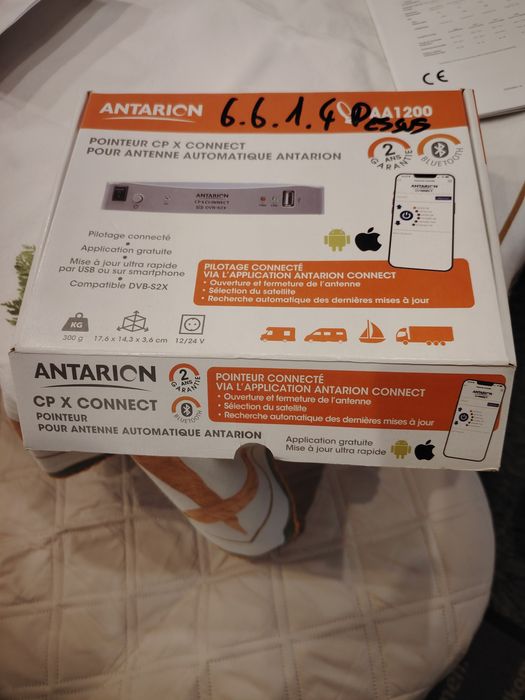 ANTARION 6.6.1.4 Dessus AA1200
POINTEUR CP X CONNECT
POUR ANTENNE AUTOMATIQUE ANTARION
2 ANS GARANTIE
BLUETOOTH
ANTARION
CP X CONNECT
DVB-S2X
Pilotage connecté
•
Application gratuite
•
Mise à jour ultra rapide
par USB ou sur smartphone
•
Compatible DVB-S2X
PILOTAGE CONNECTÉ
VIA L'APPLICATION ANTARION CONNECT
• Ouverture et fermeture de l'antenne
• Sélection du satellite
• Recherche automatique des dernières mises à jour
KG
300 g 17,6 x 14,3 x 3,6 cm 12/24 V
ANTARION
2 ANS GARANTIE
CP X CONNECT
BLUETOOTH
POINTEUR
POUR ANTENNE AUTOMATIQUE ANTARION
POINTEUR CONNECTÉ
VIA L'APPLICATION ANTARION CONNECT
• Ouverture et fermeture de l'antenne
• Sélection du satellite
• Recherche automatique des dernières mises à jour
Application gratuite
Mise à jour ultra rapide
CE